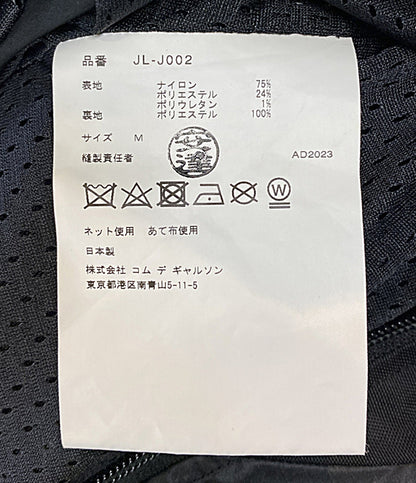 品番 JL-J002
表地 ナイロン 75%
ポリエステル 24%
ポリウレタン 1%
裏地 ポリエステル 100%
サイズ M
縫製責任者
AD2023
W
ネット使用 あて布使用
日本製
株式会社 コム デ ギャルソン
東京都港区南青山5-11-5